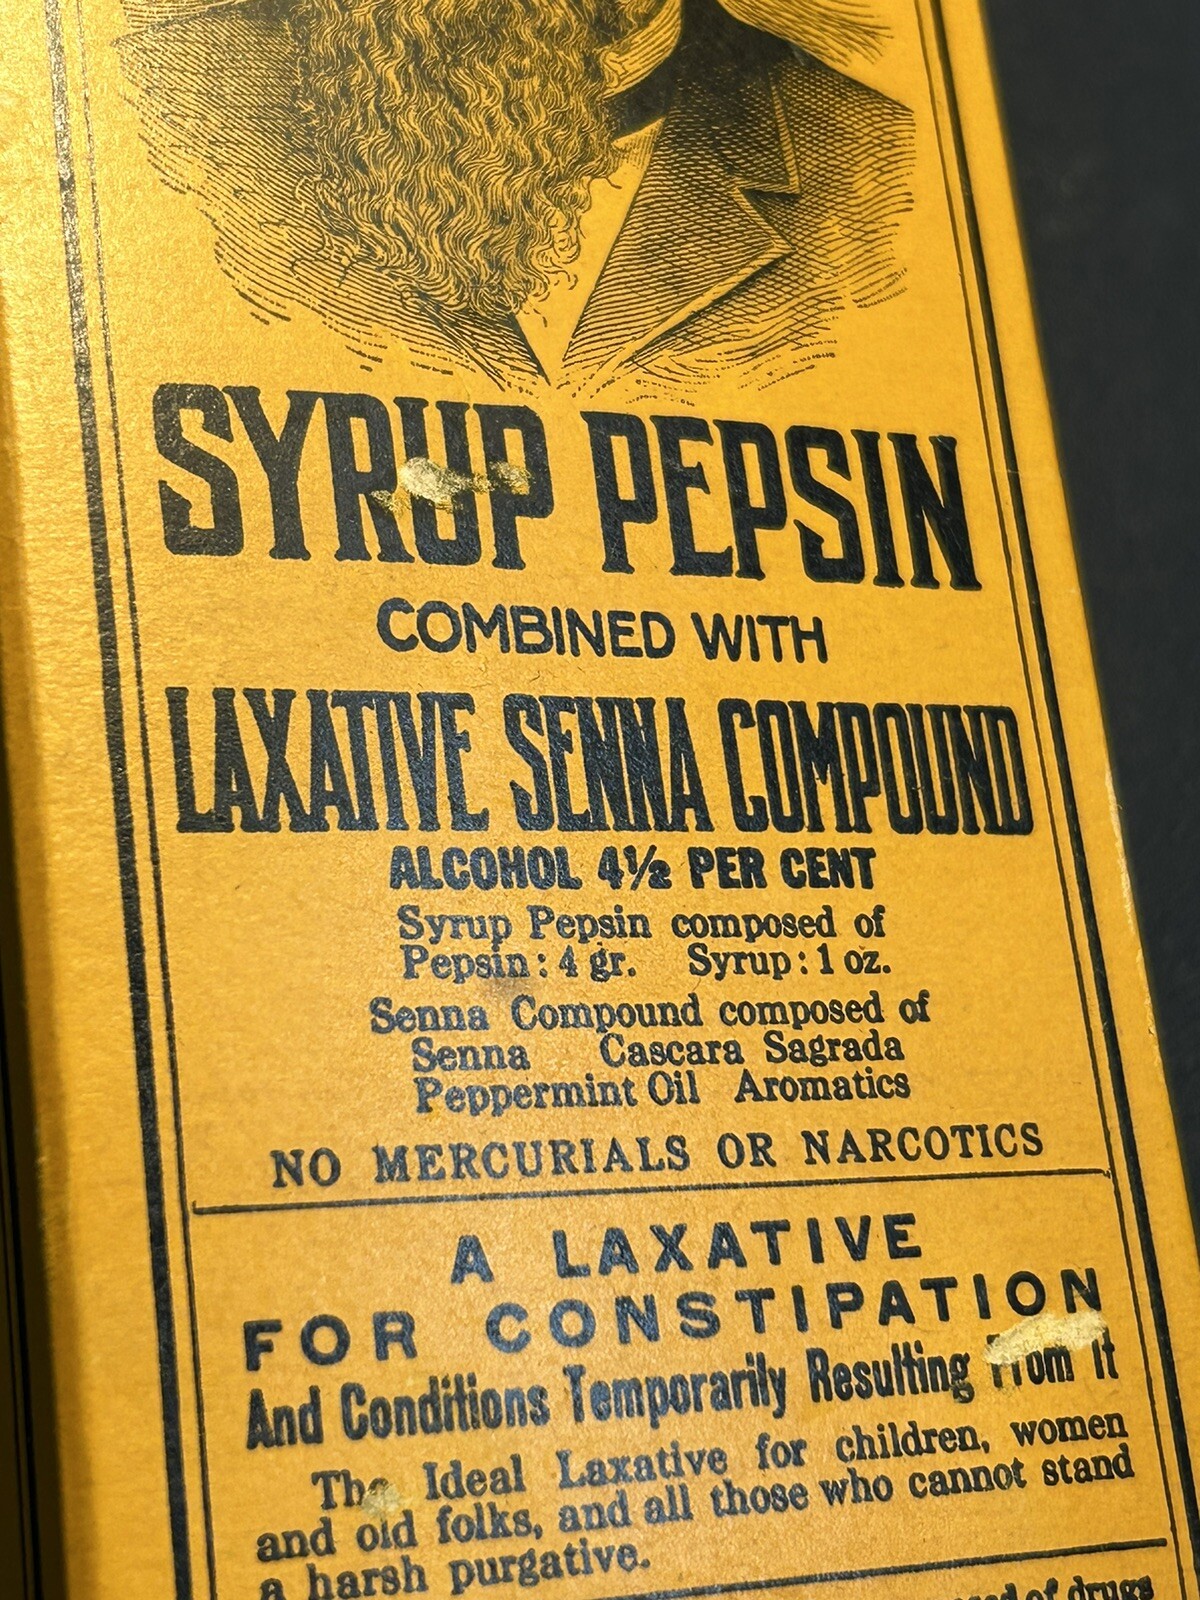 SYRUP PEPSIN
COMBINED WITH
LAXATIVE SENNA COMPOUND
ALCOHOL 4½ PER CENT
Syrup Pepsin composed of
Pepsin: 4 gr. Syrup: 1 oz.
Senna Compound composed of
Senna Cascara Sagrada
Peppermint Oil Aromatics
NO MERCURIALS OR NARCOTICS
A LAXATIVE
FOR CONSTIPATION
And Conditions Temporarily Resulting From It
The Ideal Laxative for children, women
and old folks, and all those who cannot stand
a harsh purgative.
of drugs